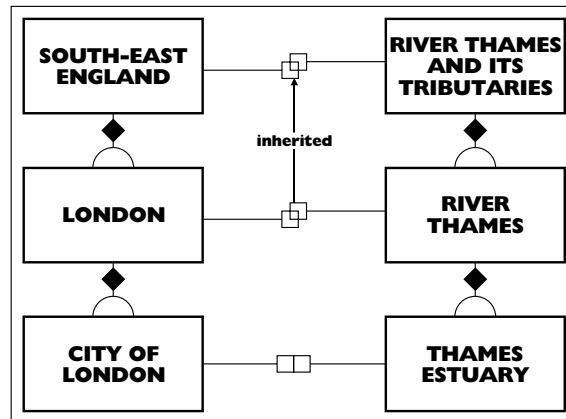 SOUTH-EAST
ENGLAND
RIVER THAMES
AND ITS
TRIBUTARIES
inherited
LONDON
RIVER
THAMES
CITY OF
LONDON
THAMES
ESTUARY